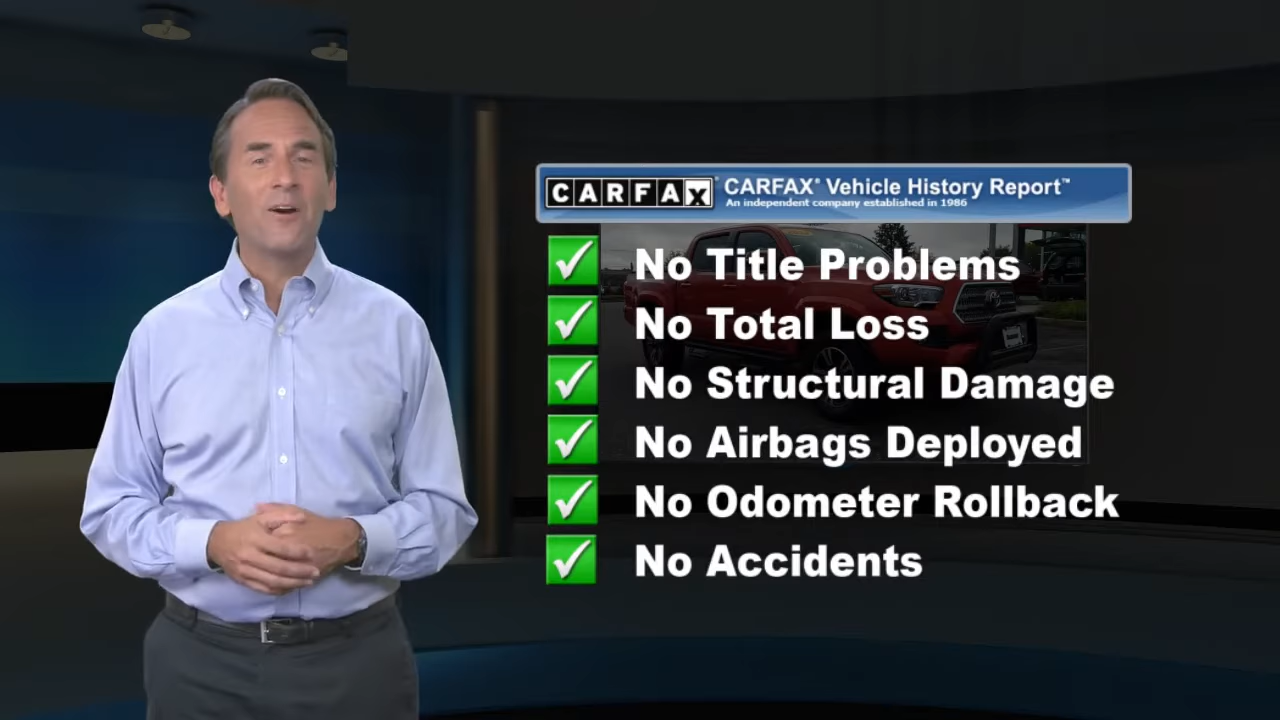 CARFAX® CARFAX® Vehicle History Report™
An independent company established in 1986
No Title Problems
No Total Loss
No Structural Damage
No Airbags Deployed
No Odometer Rollback
No Accidents